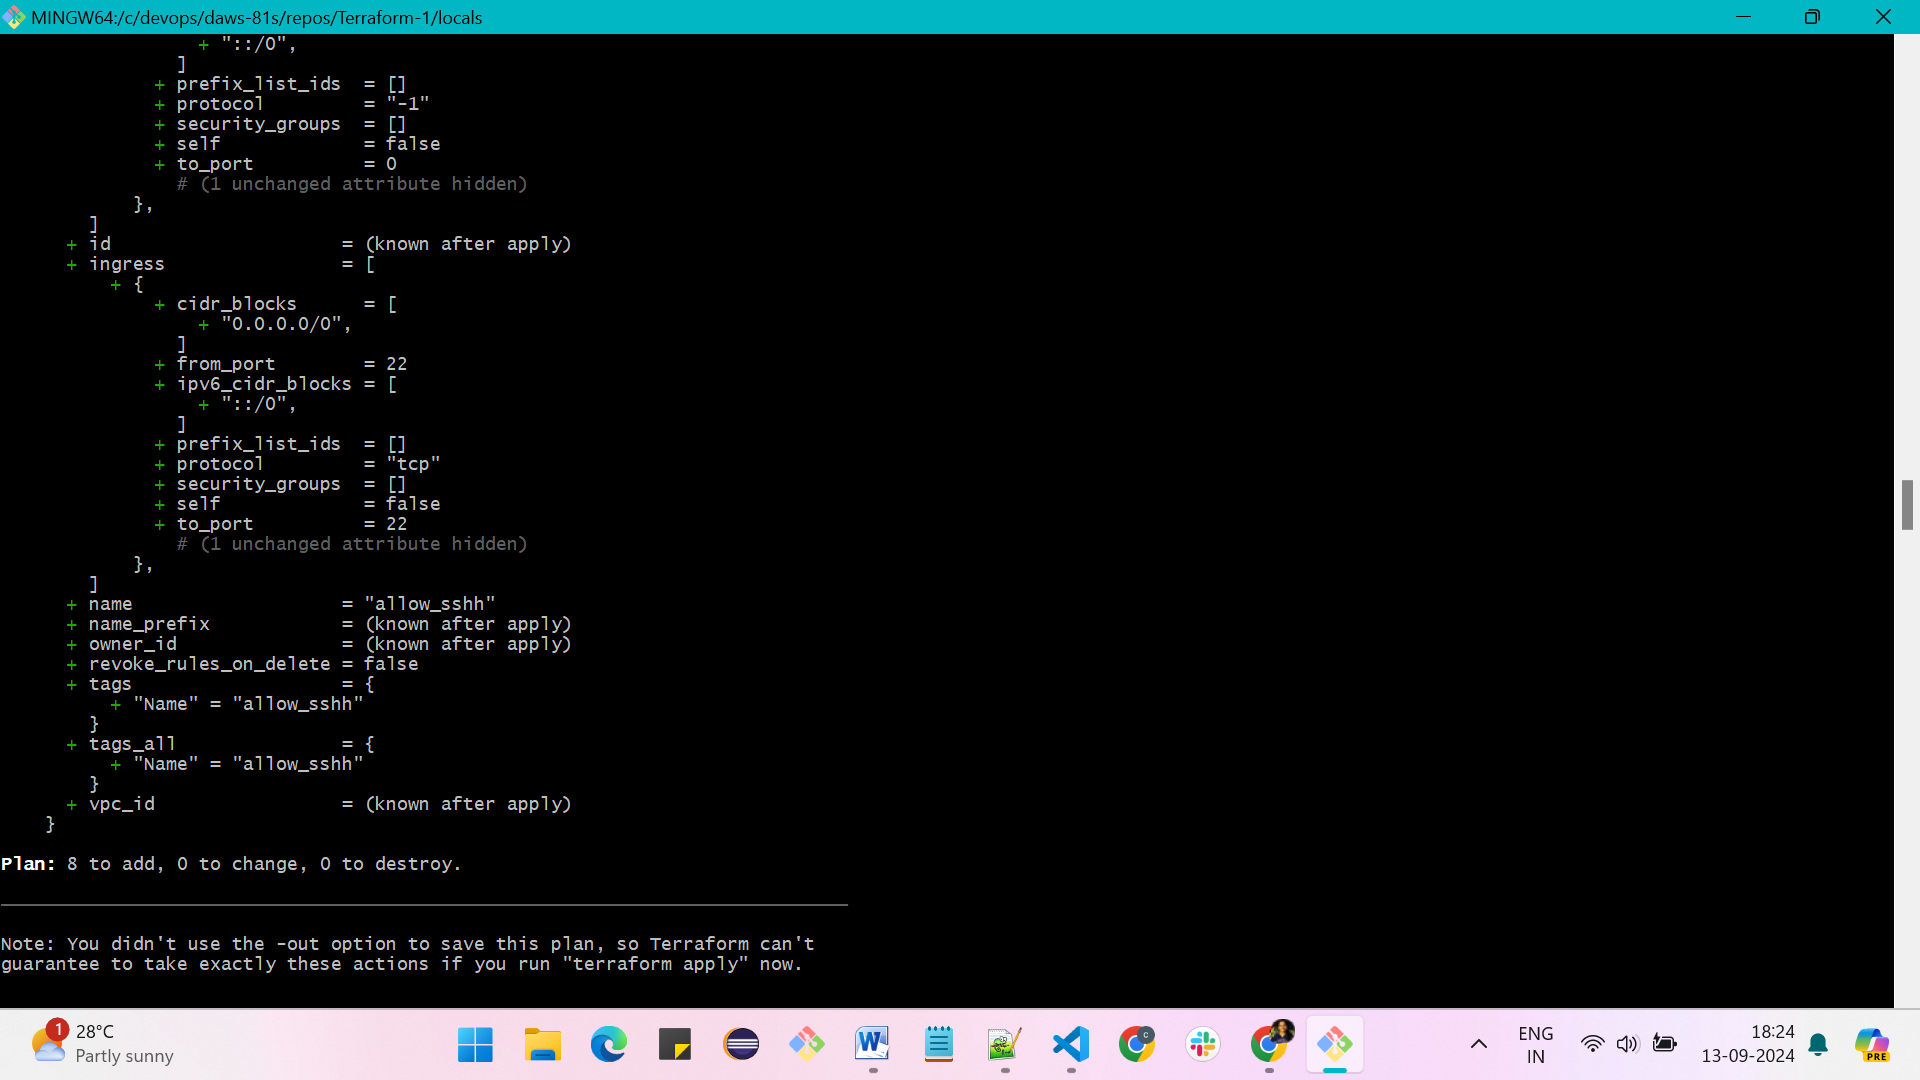 MINGW64:/c/devops/daws-81s/repos/Terraform-1/locals
              + "::/0",
            ]
          + prefix_list_ids  = []
          + protocol         = "-1"
          + security_groups  = []
          + self             = false
          + to_port          = 0
            # (1 unchanged attribute hidden)
        },
    ]
  + id                     = (known after apply)
  + ingress                = [
      + {
          + cidr_blocks      = [
              + "0.0.0.0/0",
            ]
          + from_port        = 22
          + ipv6_cidr_blocks = [
              + "::/0",
            ]
          + prefix_list_ids  = []
          + protocol         = "tcp"
          + security_groups  = []
          + self             = false
          + to_port          = 22
            # (1 unchanged attribute hidden)
        },
    ]
  + name                   = "allow_sshh"
  + name_prefix            = (known after apply)
  + owner_id               = (known after apply)
  + revoke_rules_on_delete = false
  + tags                   = {
      + "Name" = "allow_sshh"
    }
  + tags_all               = {
      + "Name" = "allow_sshh"
    }
  + vpc_id                 = (known after apply)
}
Plan: 8 to add, 0 to change, 0 to destroy.
Note: You didn't use the -out option to save this plan, so Terraform can't
guarantee to take exactly these actions if you run "terraform apply" now.
1
28°C
Partly sunny
W
c
ENG
IN
18:24
13-09-2024
PRE